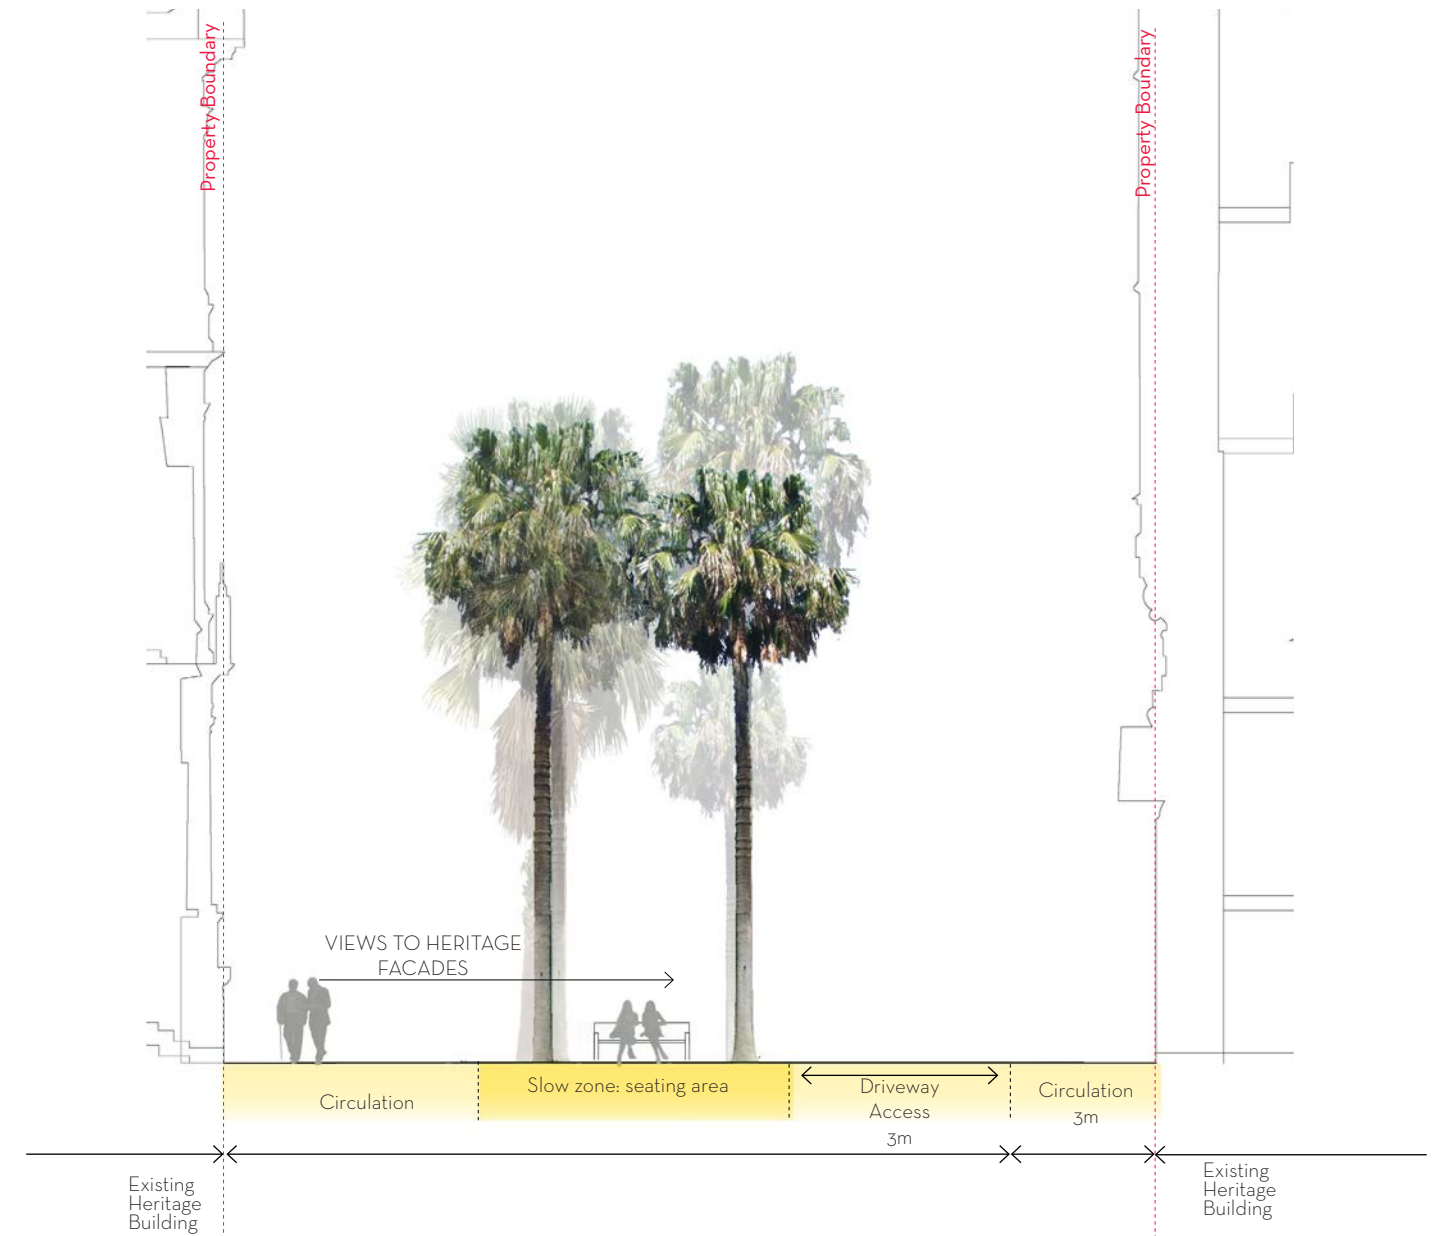 Property Boundary
Property Boundary
VIEWS TO HERITAGE
FACADES
Circulation
Slow zone: seating area
Driveway
Access
3m
Circulation
3m
Existing
Heritage
Building
Existing
Heritage
Building